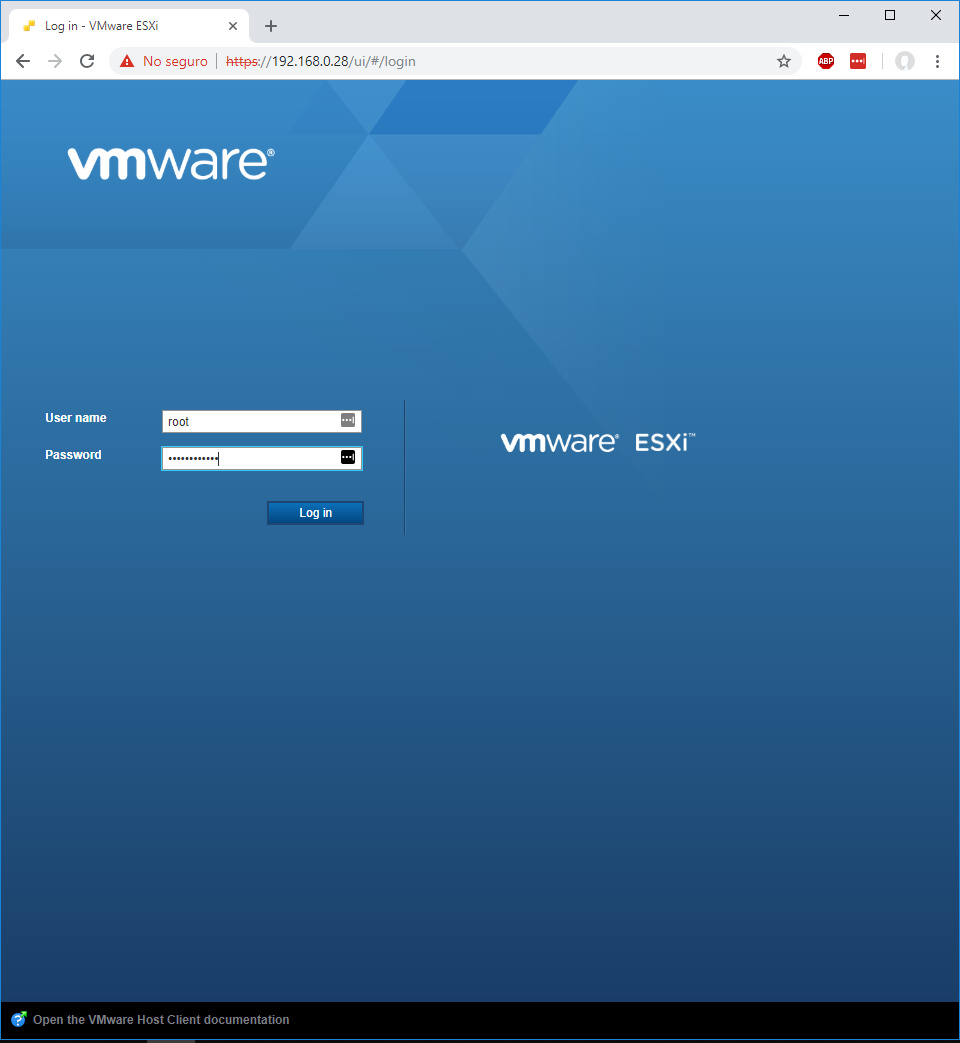 Log in - VMware ESXi
No seguro https://192.168.0.28/ui/#/login
ABP
vmware®
User name root
Password ••••••••••••
Log in
vmware® ESXi™
Open the VMware Host Client documentation